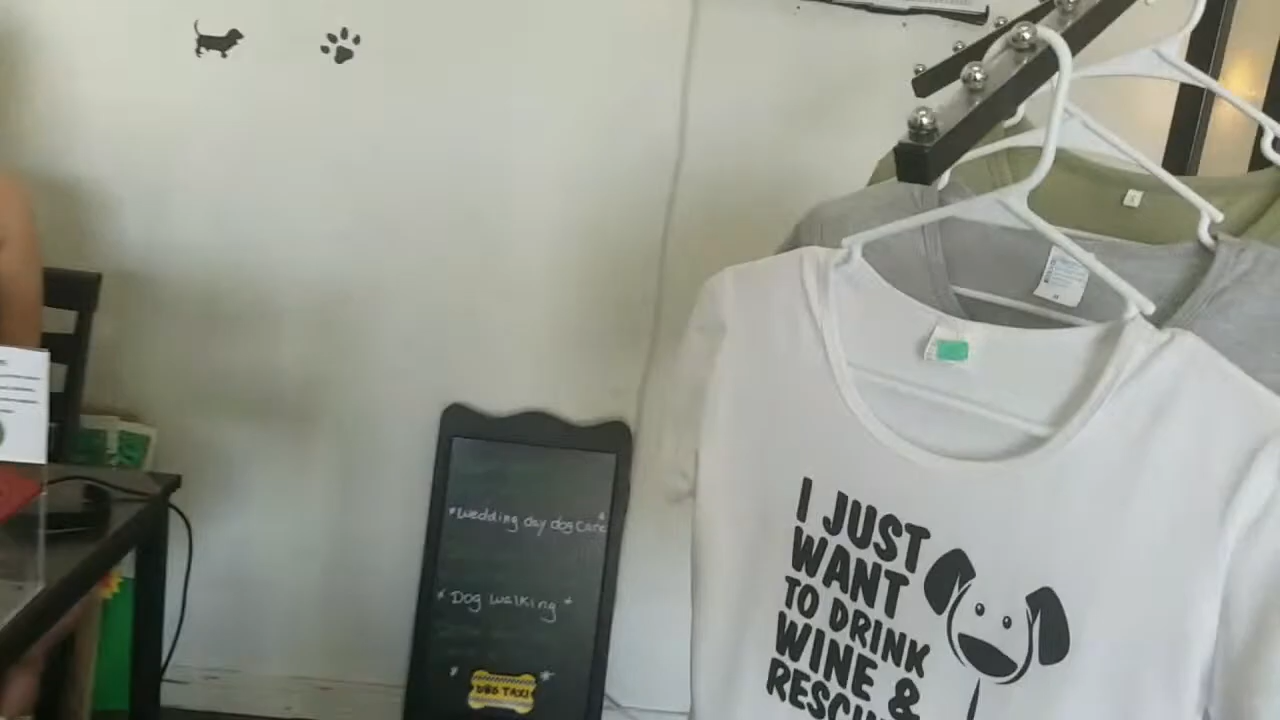 *Wedding day dog Care*
*Dog walking*
DOG TAXI
I JUST
WANT
TO DRINK
WINE &